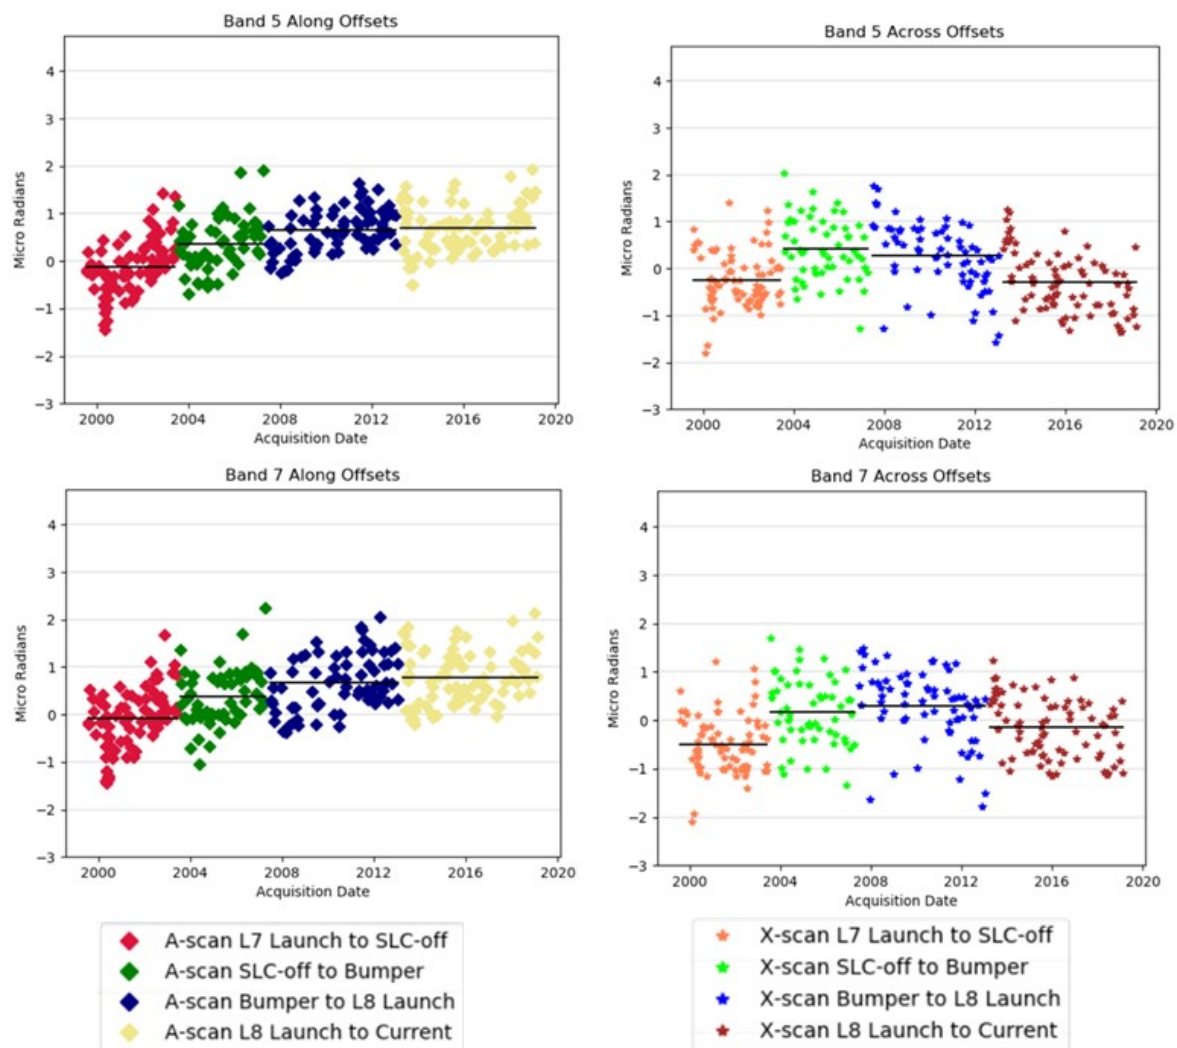 Band 5 Along Offsets
4
3
2
1
0
−1
−2
−3
Micro Radians
2000 2004 2008 2012 2016 2020
Acquisition Date
Band 5 Across Offsets
4
3
2
1
0
−1
−2
−3
Micro Radians
2000 2004 2008 2012 2016 2020
Acquisition Date
Band 7 Along Offsets
4
3
2
1
0
−1
−2
−3
Micro Radians
2000 2004 2008 2012 2016 2020
Acquisition Date
Band 7 Across Offsets
4
3
2
1
0
−1
−2
−3
Micro Radians
2000 2004 2008 2012 2016 2020
Acquisition Date
A-scan L7 Launch to SLC-off
A-scan SLC-off to Bumper
A-scan Bumper to L8 Launch
A-scan L8 Launch to Current
X-scan L7 Launch to SLC-off
X-scan SLC-off to Bumper
X-scan Bumper to L8 Launch
X-scan L8 Launch to Current